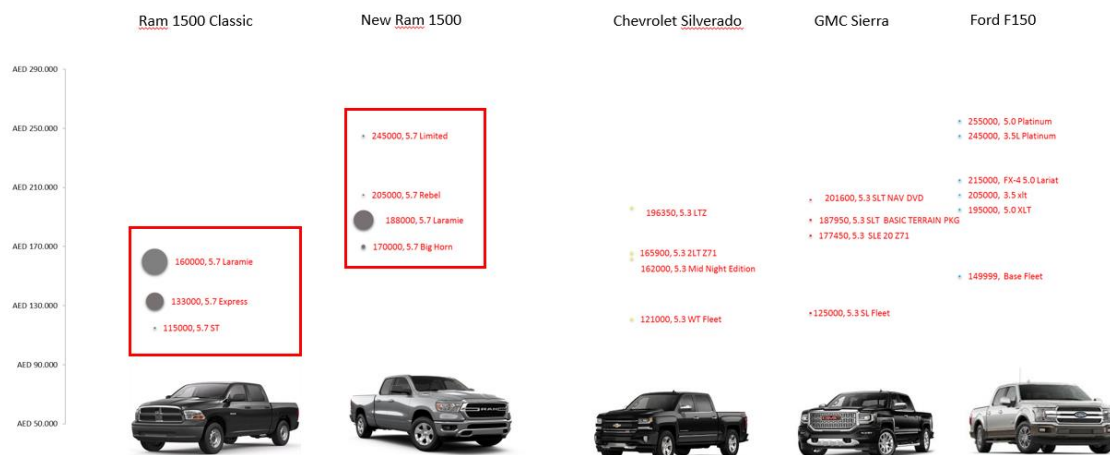 Ram 1500 Classic
New Ram 1500
Chevrolet Silverado
GMC Sierra
Ford F150
AED 290.000
AED 250.000
AED 210.000
AED 170.000
AED 130.000
AED 90.000
AED 50.000
160000, 5.7 Laramie
133000, 5.7 Express
115000, 5.7 ST
245000, 5.7 Limited
205000, 5.7 Rebel
188000, 5.7 Laramie
170000, 5.7 Big Horn
196350, 5.3 LTZ
165900, 5.3 2LT Z71
162000, 5.3 Mid Night Edition
121000, 5.3 WT Fleet
201600, 5.3 SLT NAV DVD
187950, 5.3 SLT BASIC TERRAIN PKG
177450, 5.3 SLE 20 Z71
125000, 5.3 SL Fleet
255000, 5.0 Platinum
245000, 3.5L Platinum
215000, FX-4 5.0 Lariat
205000, 3.5 xlt
195000, 5.0 XLT
149999, Base Fleet